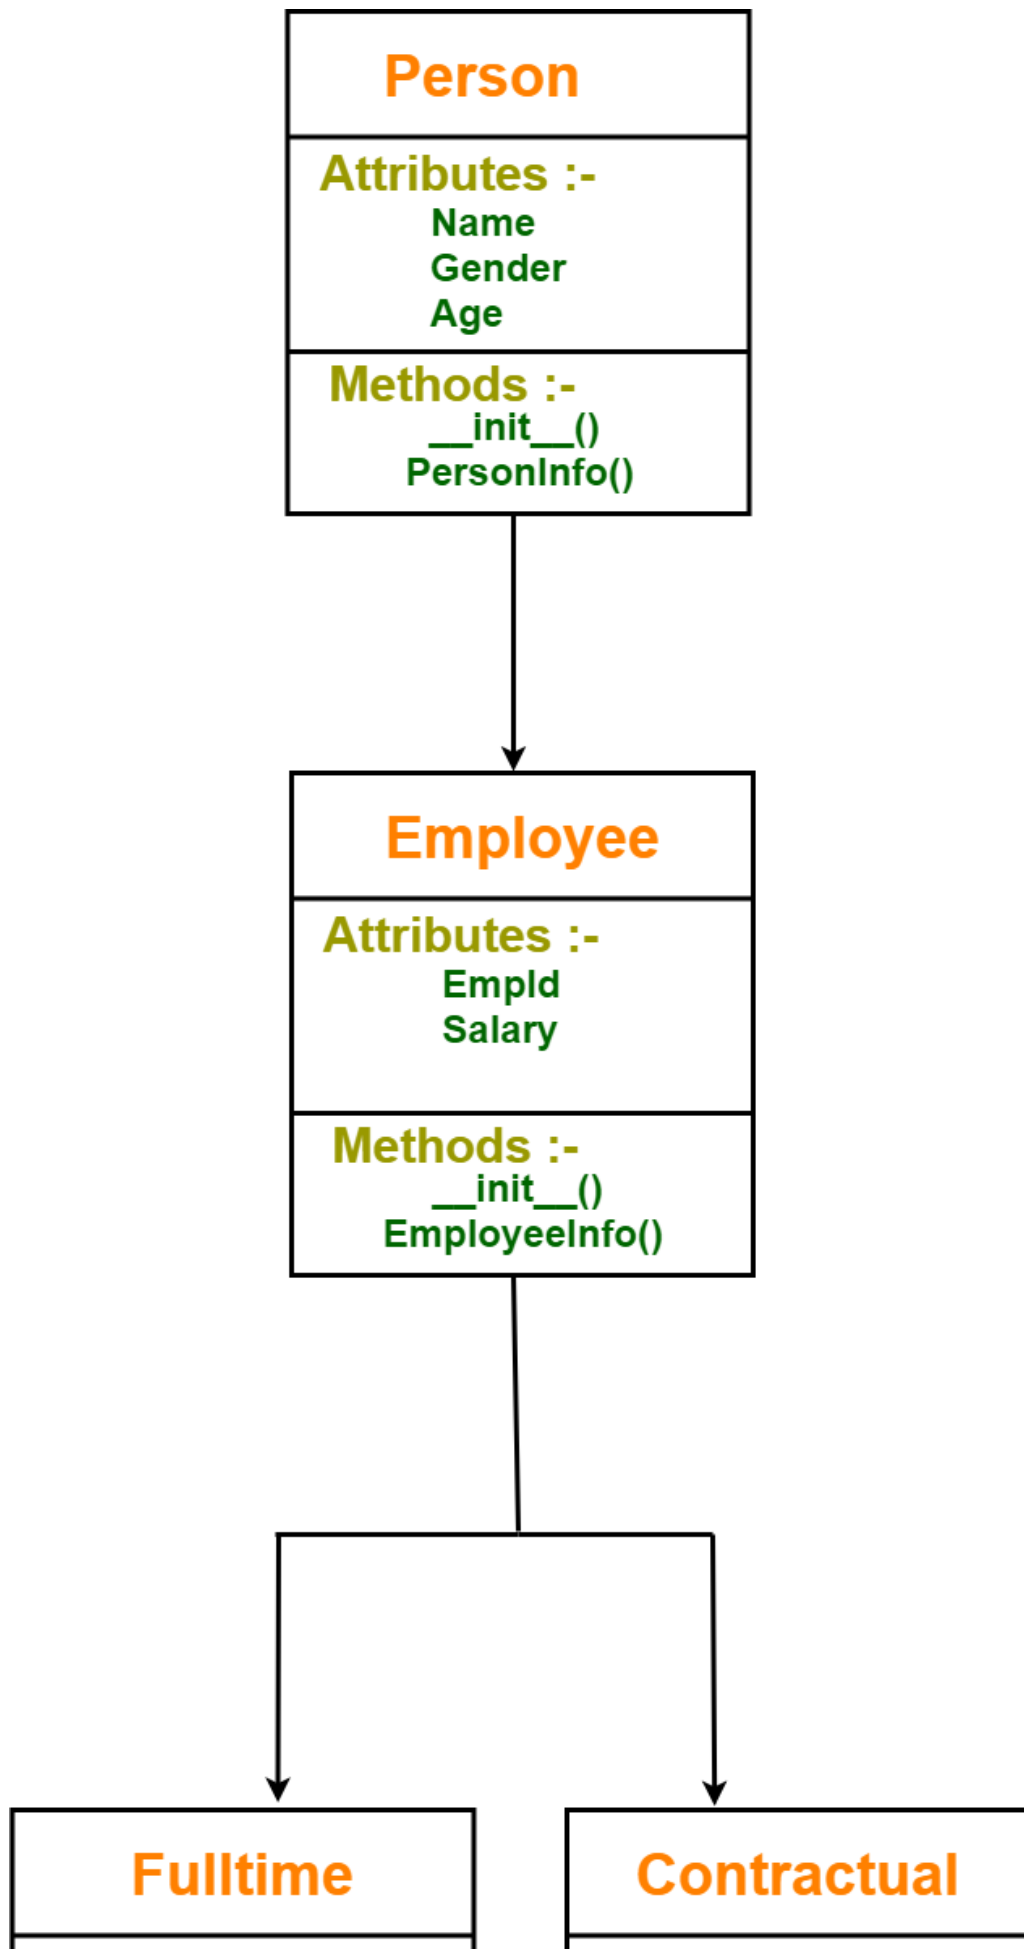 Person
Attributes :-
Name
Gender
Age
Methods :-
__init__()
PersonInfo()
Employee
Attributes :-
EmpId
Salary
Methods :-
__init__()
EmployeeInfo()
Fulltime
Contractual